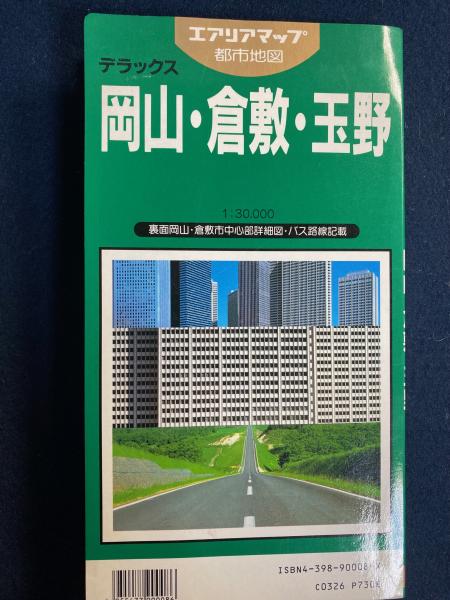 エアリアマップ
都市地図
デラックス
岡山・倉敷・玉野
1:30,000
裏面岡山・倉敷市中心部詳細図・バス路線記載
ISBN4-398-90008-
C0326 P730E